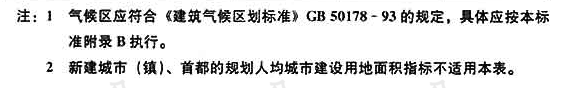 注：1 气候区应符合《建筑气候区划标准》GB 50178－93的规定，具体应按本标
准附录B执行。
2 新建城市（镇）、首都的规划人均城市建设用地面积指标不适用本表。